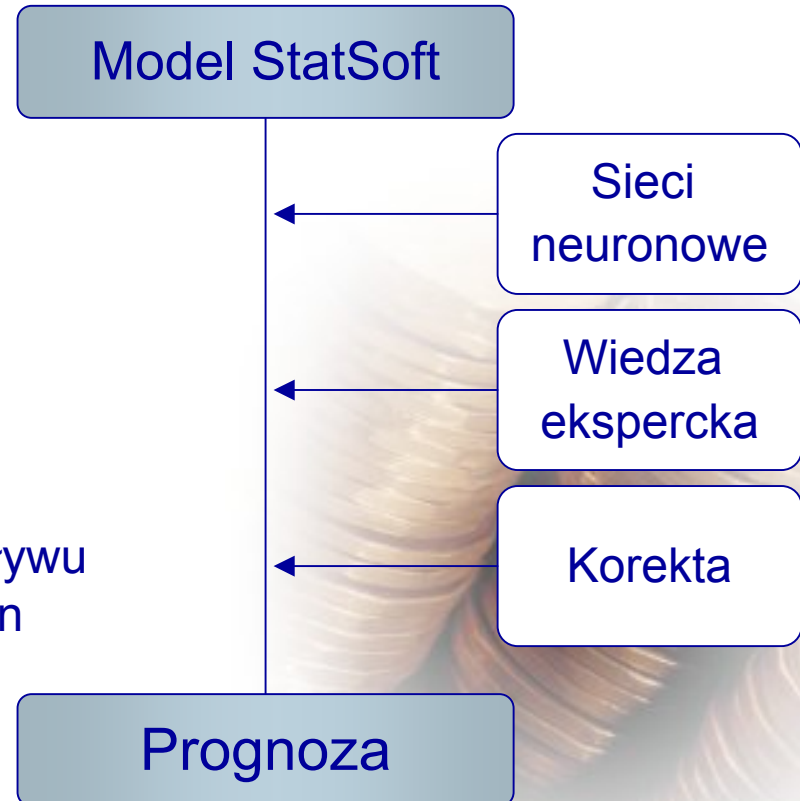 Model StatSoft
Sieci
neuronowe
Wiedza
ekspercka
Korekta
Prognoza